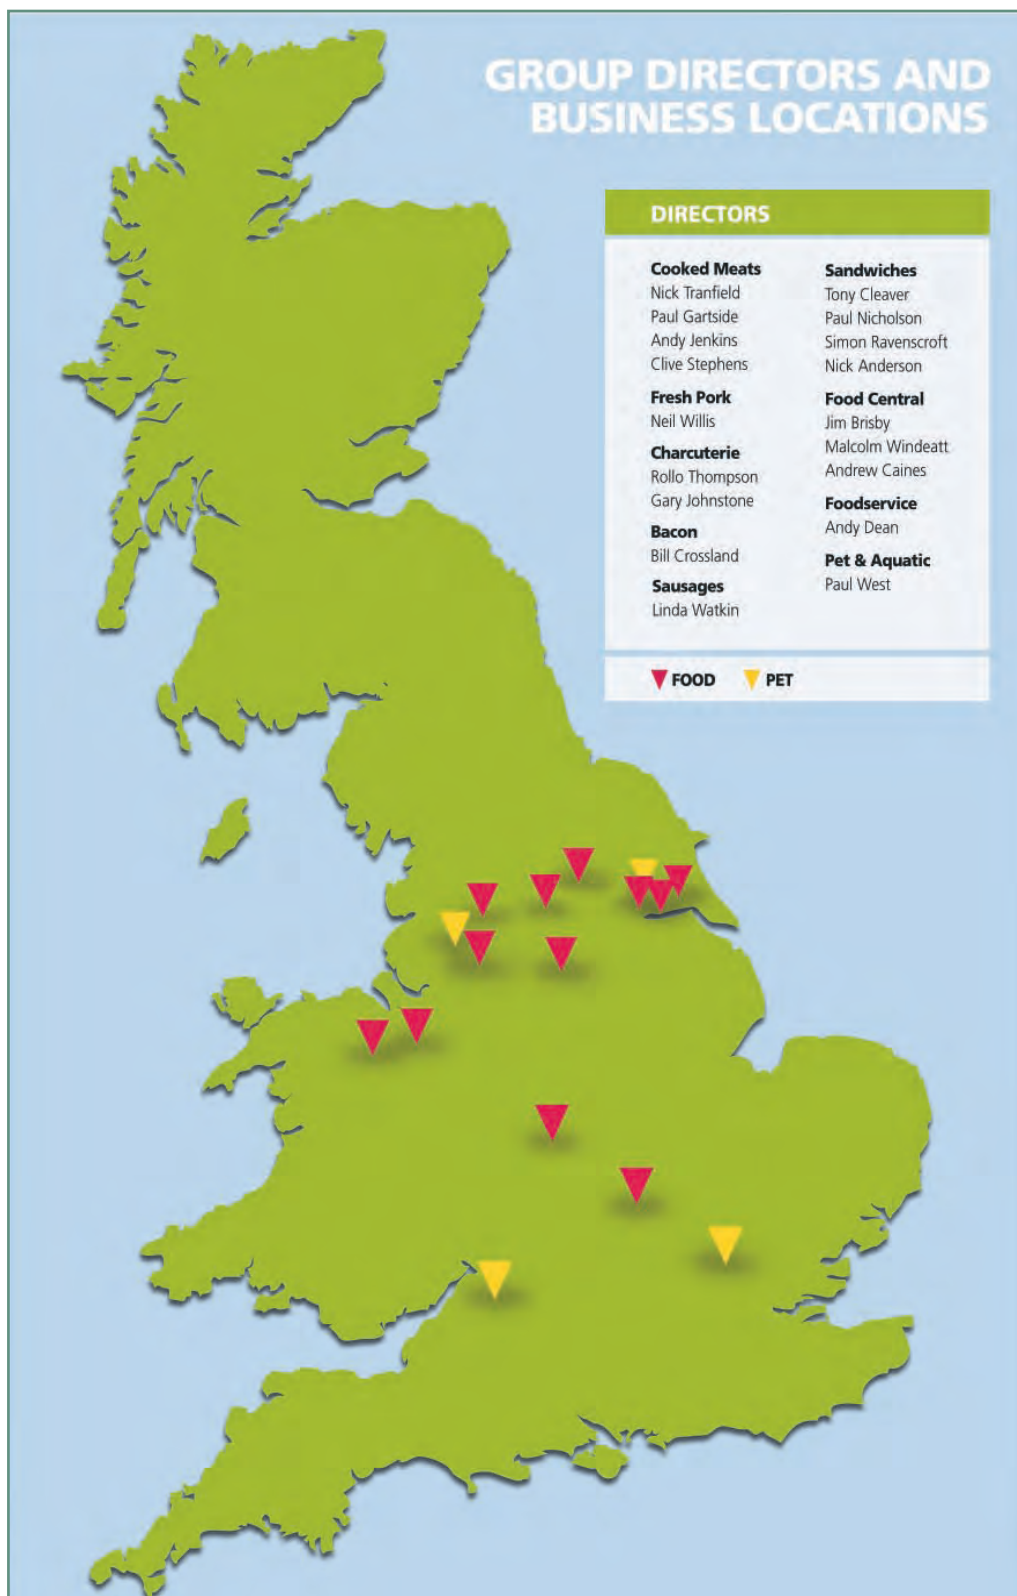 GROUP DIRECTORS AND
BUSINESS LOCATIONS
DIRECTORS
Cooked Meats
Nick Tranfield
Paul Gartside
Andy Jenkins
Clive Stephens
Fresh Pork
Neil Willis
Charcuterie
Rollo Thompson
Gary Johnstone
Bacon
Bill Crossland
Sausages
Linda Watkin
Sandwiches
Tony Cleaver
Paul Nicholson
Simon Ravenscroft
Nick Anderson
Food Central
Jim Brisby
Malcolm Windeatt
Andrew Caines
Foodservice
Andy Dean
Pet & Aquatic
Paul West
FOOD PET